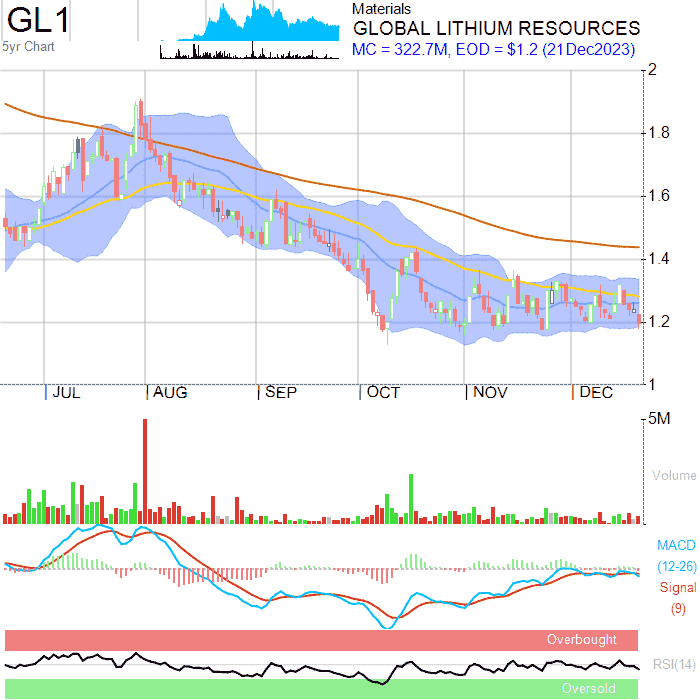 GL1
5yr Chart
Materials
GLOBAL LITHIUM RESOURCES
MC = 322.7M, EOD = $1.2 (21Dec2023)
2
1.8
1.6
1.4
1.2
1
JUL AUG SEP OCT NOV DEC
5M
Volume
MACD
(12-26)
Signal
(9)
Overbought
RSI(14)
Oversold